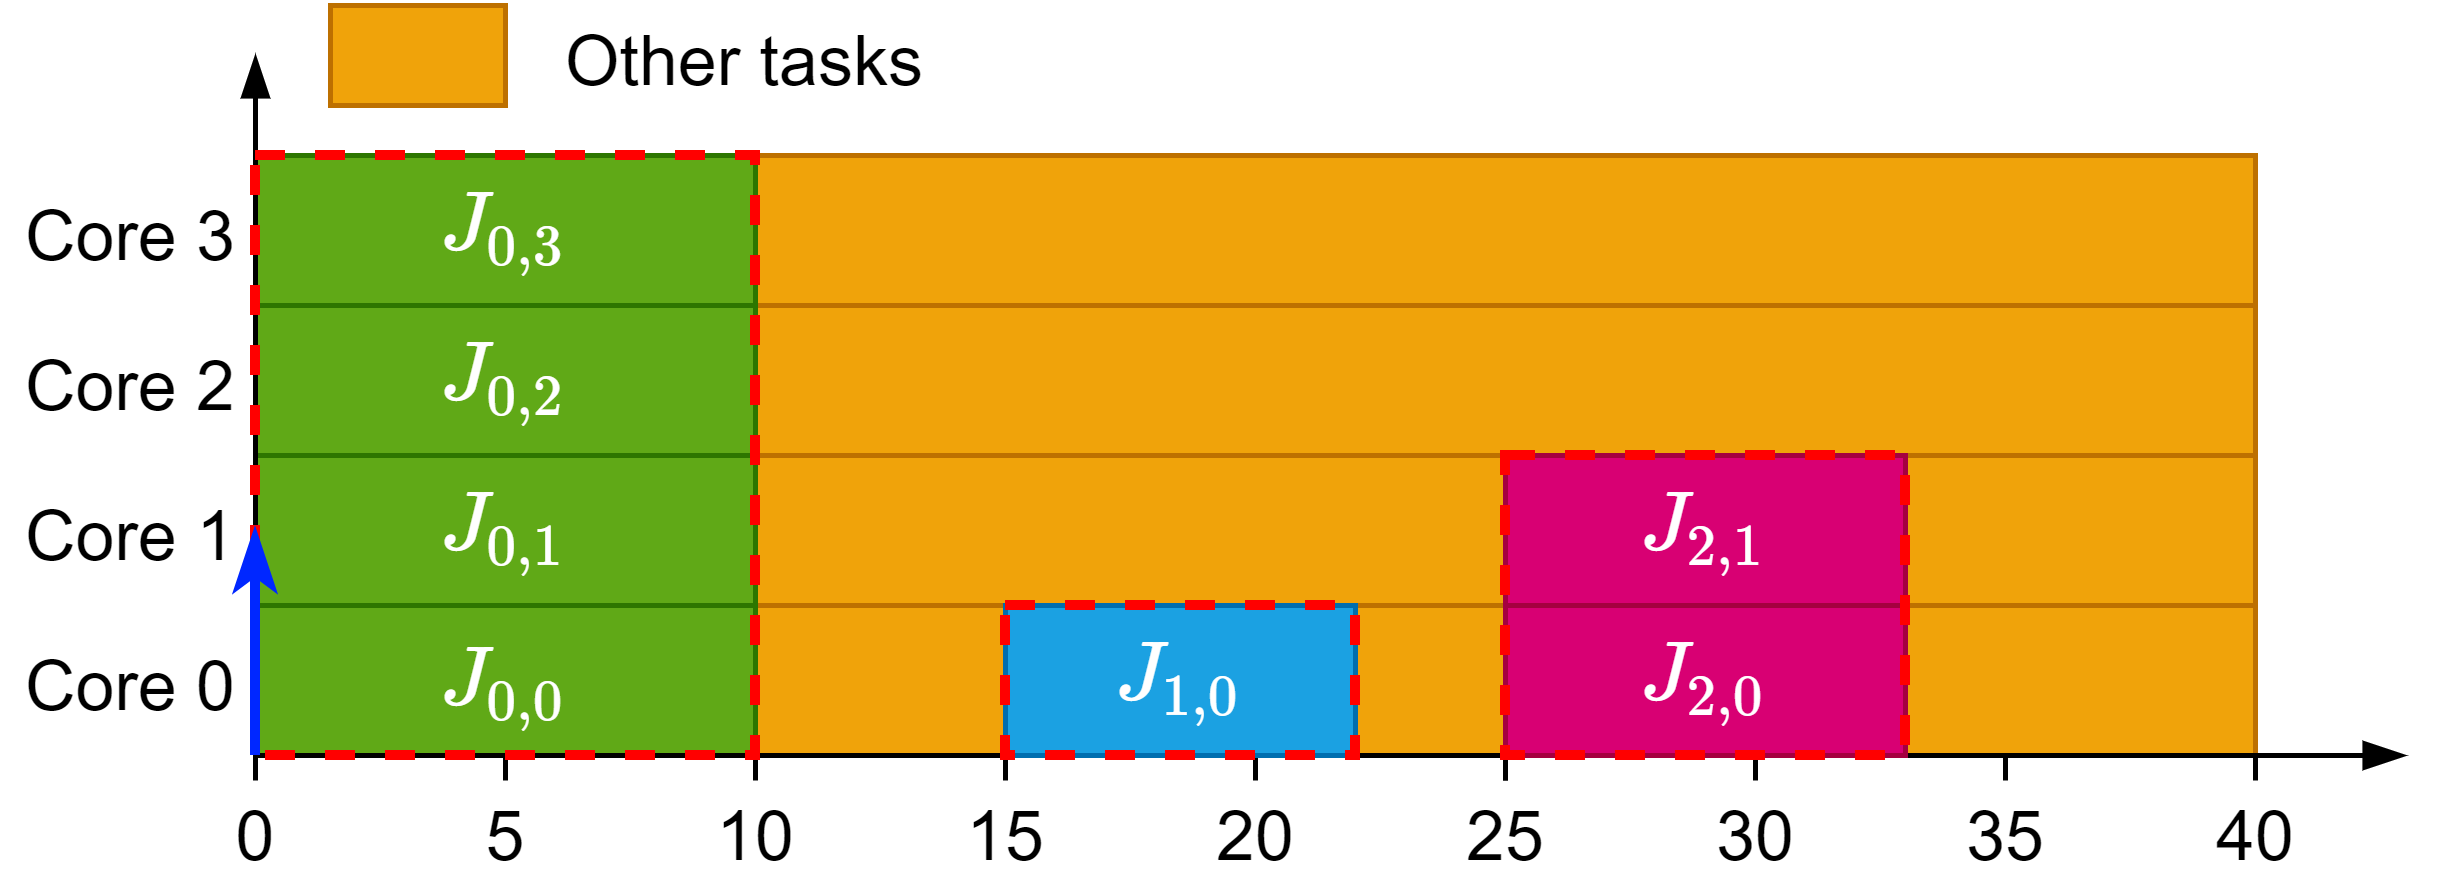 Other tasks
Core 3
J0,3
Core 2
J0,2
Core 1
J0,1
J2,1
Core 0
J0,0
J1,0
J2,0
0 5 10 15 20 25 30 35 40